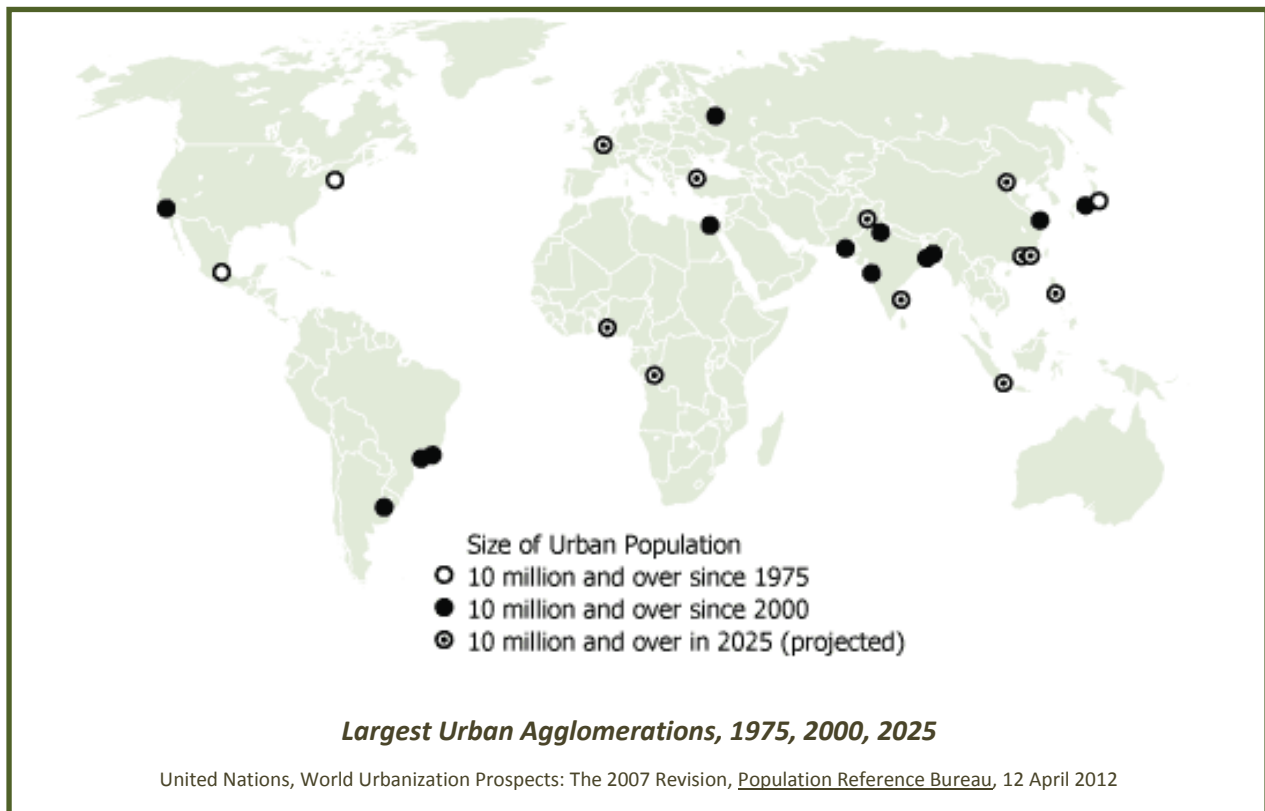 Size of Urban Population
10 million and over since 1975
10 million and over since 2000
10 million and over in 2025 (projected)
Largest Urban Agglomerations, 1975, 2000, 2025
United Nations, World Urbanization Prospects: The 2007 Revision, Population Reference Bureau, 12 April 2012